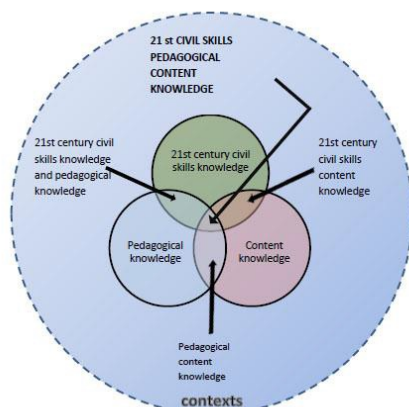 21 st CIVIL SKILLS
PEDAGOGICAL
CONTENT
KNOWLEDGE
21st century civil
skills knowledge
and pedagogical
knowledge
21st century civil
skills knowledge
21st century
civil skills
content
knowledge
Pedagogical
knowledge
Content
knowledge
Pedagogical
content
knowledge
contexts